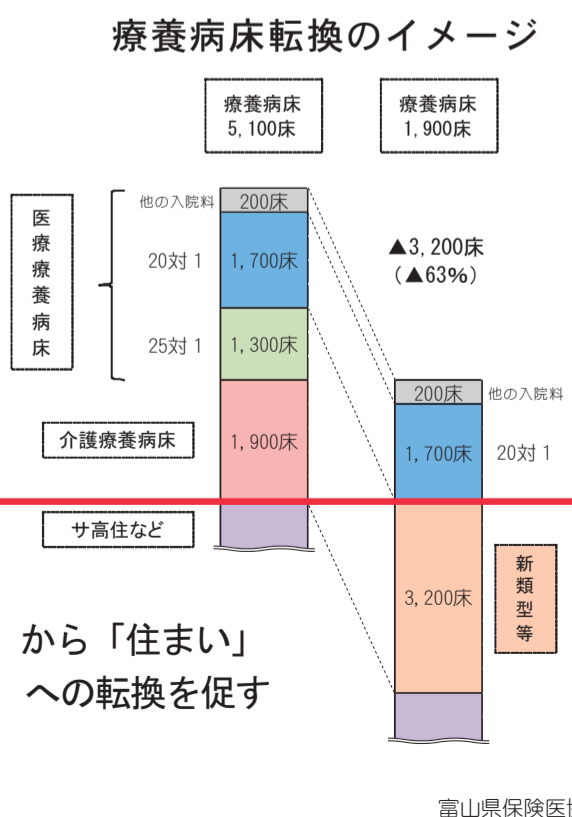 療養病床転換のイメージ
療養病床
5,100床
療養病床
1,900床
医療療養病床
他の入院料
200床
20対1
1,700床
25対1
1,300床
介護療養病床
1,900床
サ高住など
▲3,200床
(▲63%)
200床
他の入院料
1,700床
20対1
3,200床
新類型等
から「住まい」
への転換を促す
富山県保険医